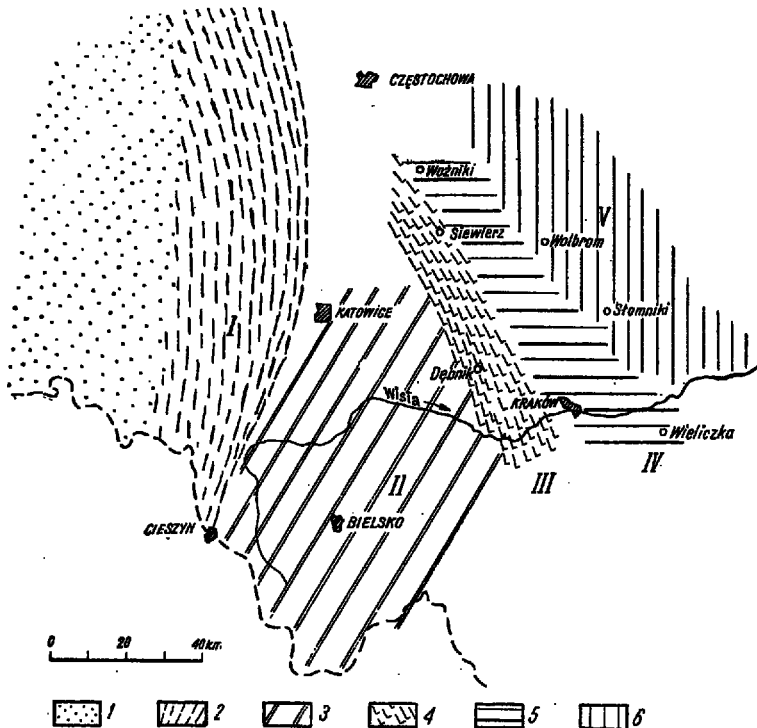 CZĘSTOCHOWA
Woźniki
V
Siewierz
Wolbrom
I
KATOWICE
Słomniki
Dębnik
Wisła
KRAKÓW
Wieliczka
II
III
IV
CIESZYN
BIELSKO
0 20 40 km
1 2 3 4 5 6